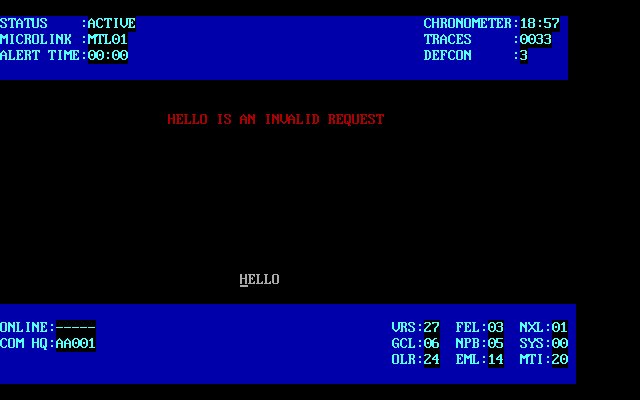 STATUS    :ACTIVE                                    CHRONOMETER:18:57
MICROLINK :MTL01                                     TRACES     :0033
ALERT TIME:00:00                                     DEFCON     :3
HELLO IS AN INVALID REQUEST
HELLO
ONLINE:-----                                     VRS:27  FEL:03  NXL:01
COM HQ:AA001                                     GCL:06  NPB:05  SYS:00
OLR:24  EML:14  MTI:20